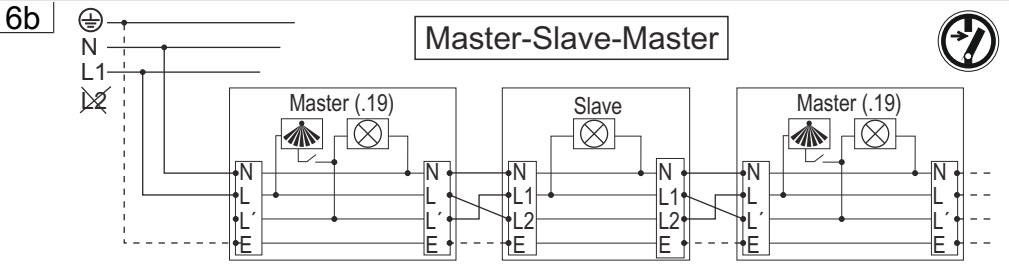 6b
Master-Slave-Master
N
L1
L2
Master (.19)
Slave
Master (.19)
N N N N N N
L L L1 L1 L L
L´ L´ L2 L2 L´ L´
E E E E E E